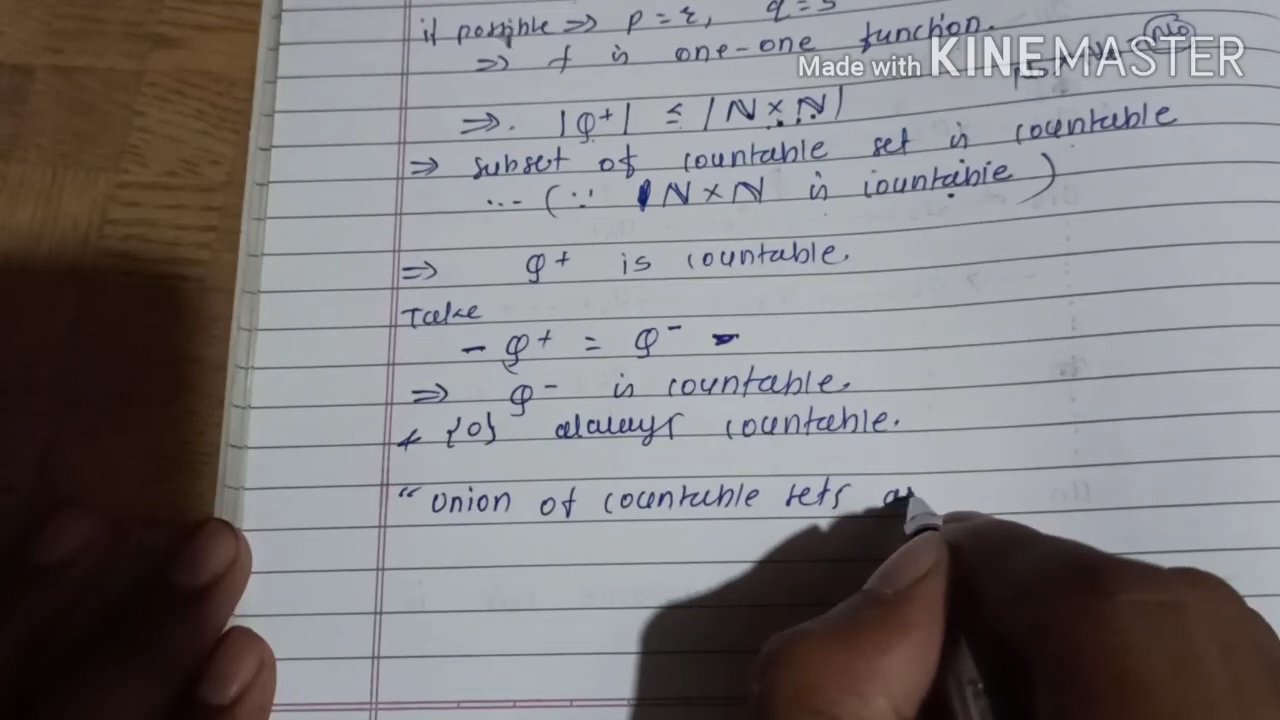 if possible ⇒ p = r, q = s
⇒ f is one-one function.
Made with KINEMASTER
⇒. |Q+| ≤ |N × N|
⇒ subset of countable set is countable
... (∵ N × N is countable)
⇒ Q+ is countable.
Take
- Q+ = Q- -
⇒ Q- is countable.
+ {0} always countable.
"Union of countable sets a